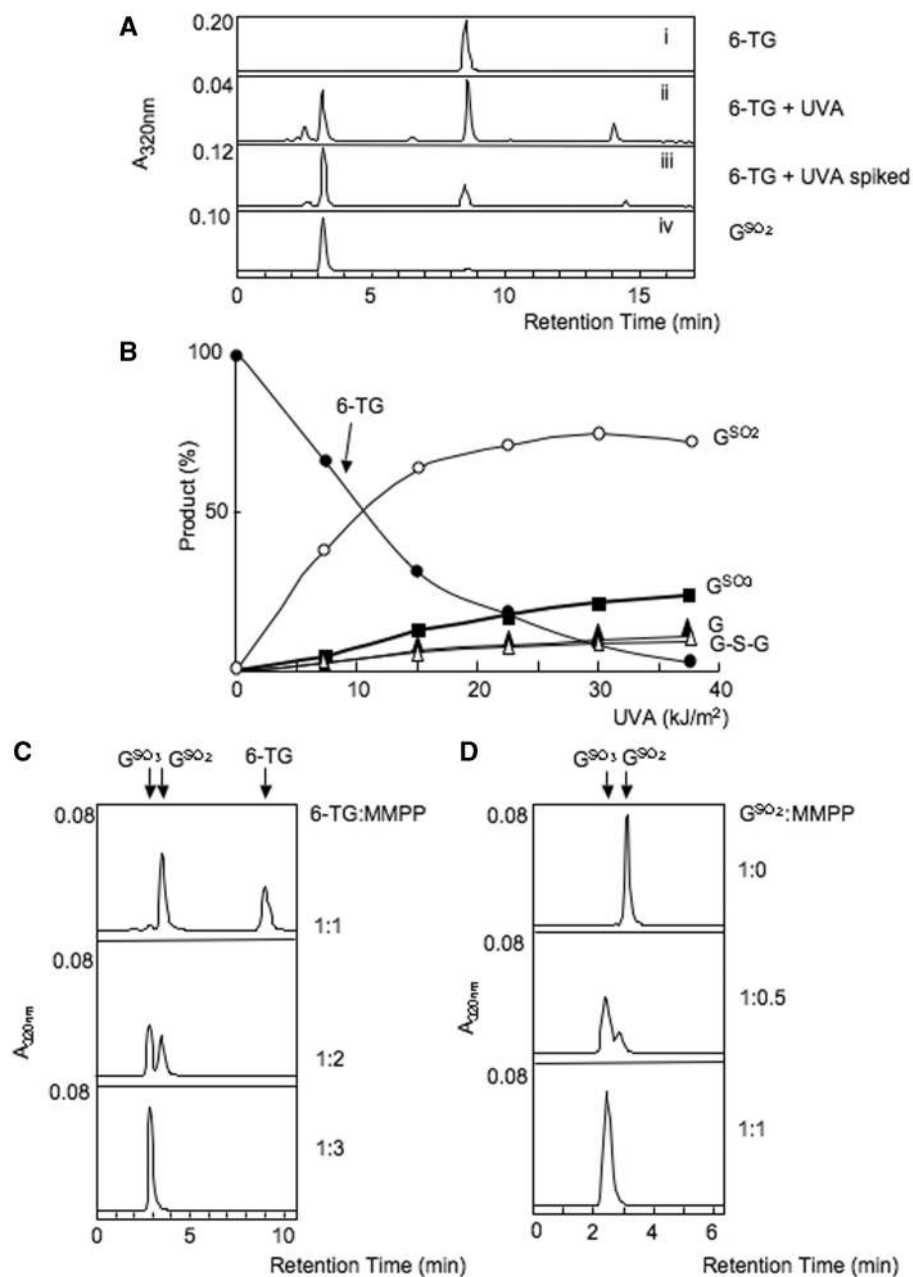 A
0.20
i
6-TG
0.04
ii
6-TG + UVA
A320nm
0.12
iii
6-TG + UVA spiked
0.10
iv
GSO2
0 5 10 15
Retention Time (min)
B
100
6-TG
GSO2
Product (%)
50
GSO3
G
G-S-G
0 10 20 30 40
UVA (kJ/m²)
C
GSO3 GSO2 6-TG
0.08
6-TG:MMPP
1:1
0.08
A320nm
1:2
0.08
1:3
0 5 10
Retention Time (min)
D
GSO3 GSO2
0.08
GSO2:MMPP
1:0
0.08
A320nm
1:0.5
0.08
1:1
0 2 4 6
Retention Time (min)